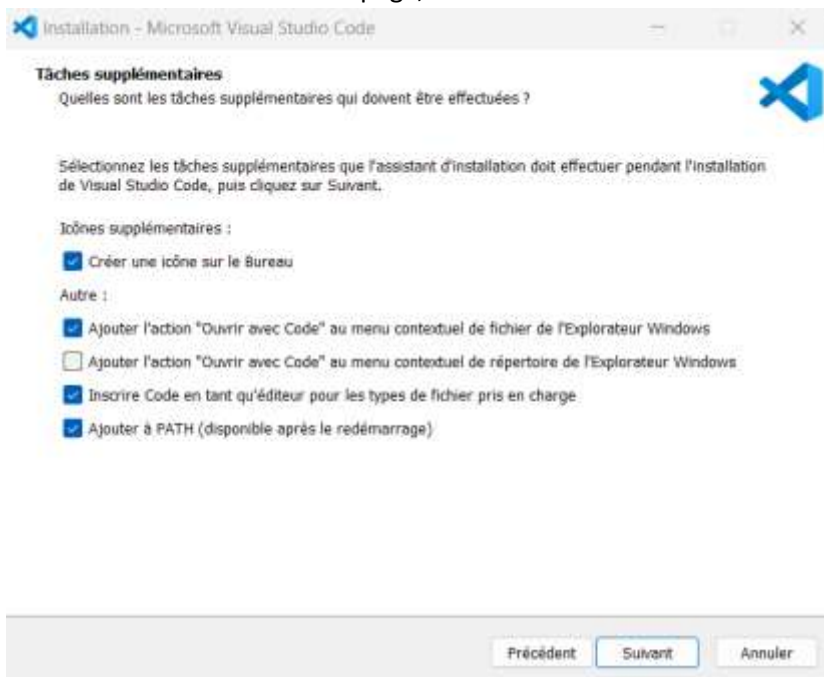 Installation - Microsoft Visual Studio Code
Tâches supplémentaires
Quelles sont les tâches supplémentaires qui doivent être effectuées ?
Sélectionnez les tâches supplémentaires que l'assistant d'installation doit effectuer pendant l'installation
de Visual Studio Code, puis cliquez sur Suivant.
Icônes supplémentaires :
Créer une icône sur le Bureau
Autre :
Ajouter l'action "Ouvrir avec Code" au menu contextuel de fichier de l'Explorateur Windows
Ajouter l'action "Ouvrir avec Code" au menu contextuel de répertoire de l'Explorateur Windows
Inscrire Code en tant qu'éditeur pour les types de fichier pris en charge
Ajouter à PATH (disponible après le redémarrage)
Précédent Suivant Annuler